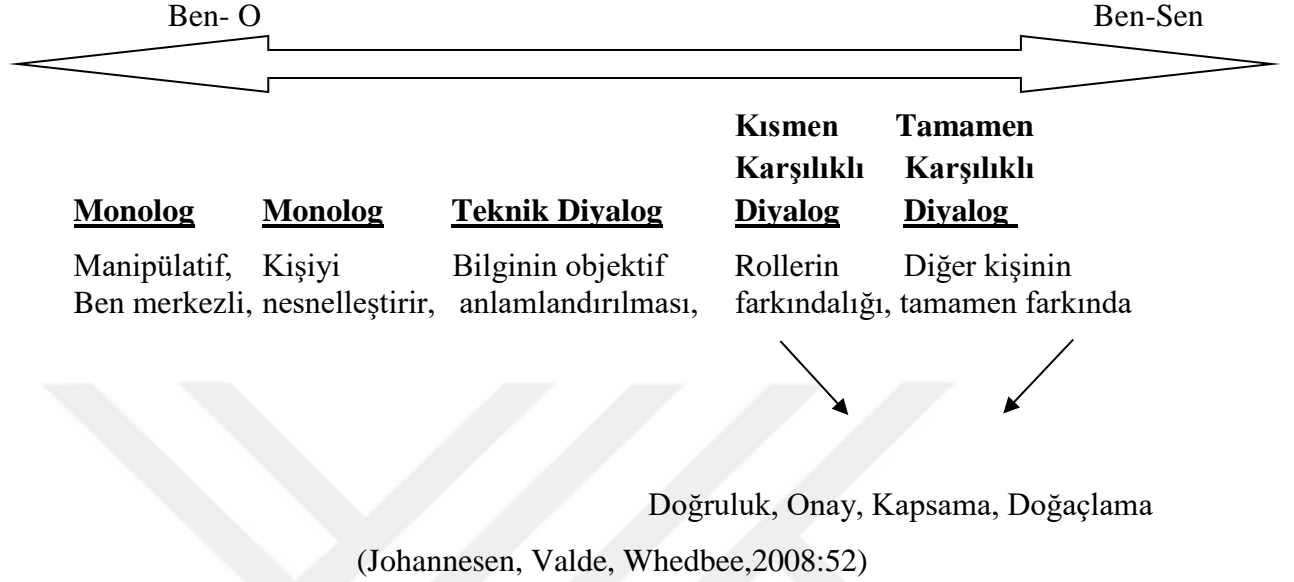 Ben- O Ben-Sen
Kısmen Tamamen
Karşılıklı Karşılıklı
Monolog Monolog Teknik Diyalog Diyalog Diyalog
Manipülatif, Kişiyi Bilginin objektif Rollerin Diğer kişinin
Ben merkezli, nesnelleştirir, anlamlandırılması, farkındalığı, tamamen farkında
Doğruluk, Onay, Kapsama, Doğaçlama
(Johannesen, Valde, Whedbee,2008:52)